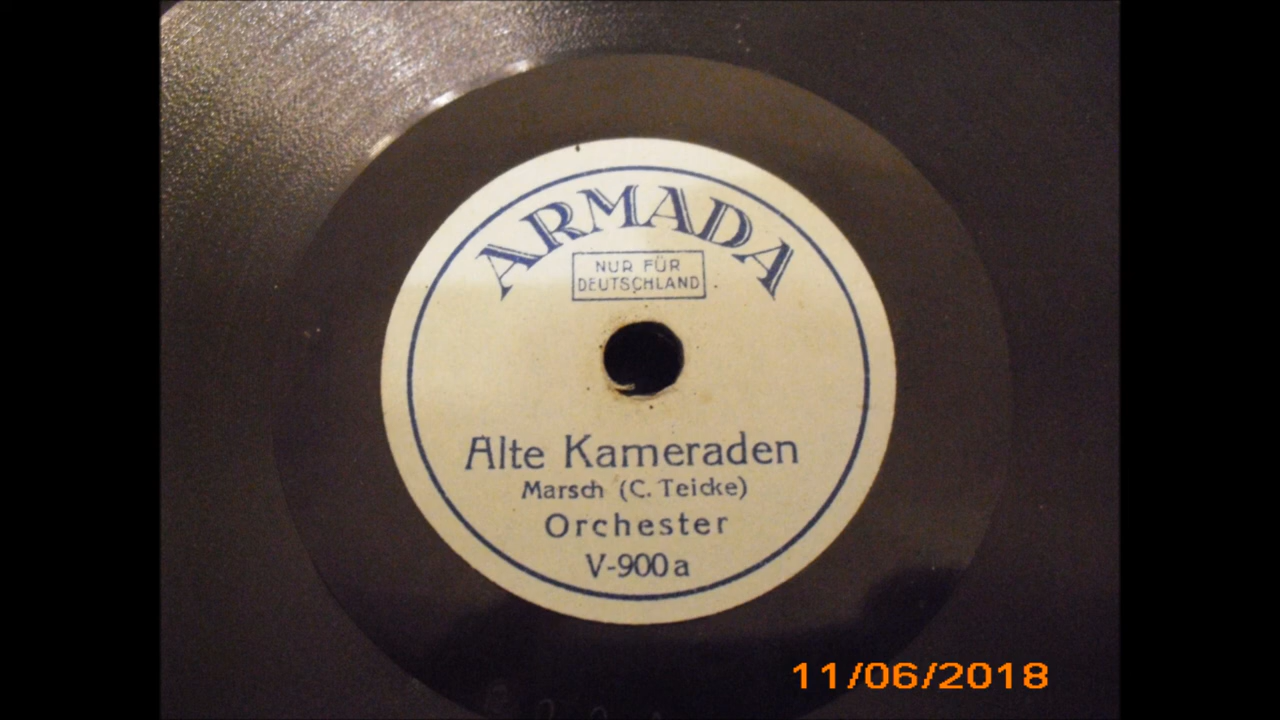 ARMADA
NUR FÜR
DEUTSCHLAND
Alte Kameraden
Marsch (C. Teicke)
Orchester
V-900a
11/06/2018